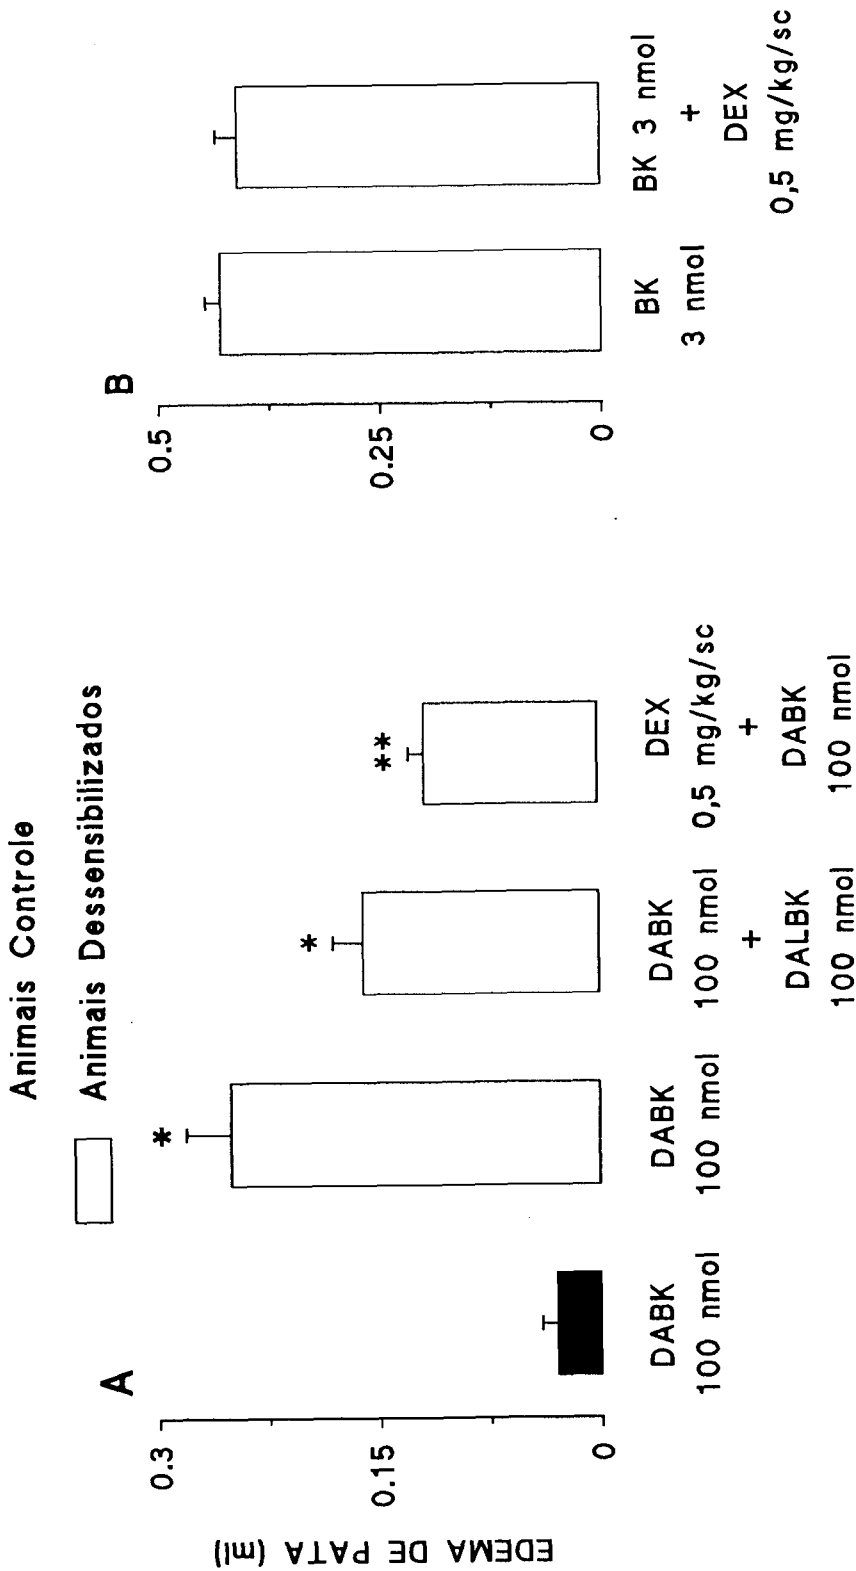 Animais Controle
Animais Dessensibilizados
A
EDEMA DE PATA (ml)
0.3
0.15
0
DABK
100 nmol
*
DABK
100 nmol
*
DABK
100 nmol
+
DALBK
100 nmol
**
DEX
0,5 mg/kg/sc
+
DABK
100 nmol
B
0.5
0.25
0
BK
3 nmol
BK 3 nmol
+
DEX
0,5 mg/kg/sc